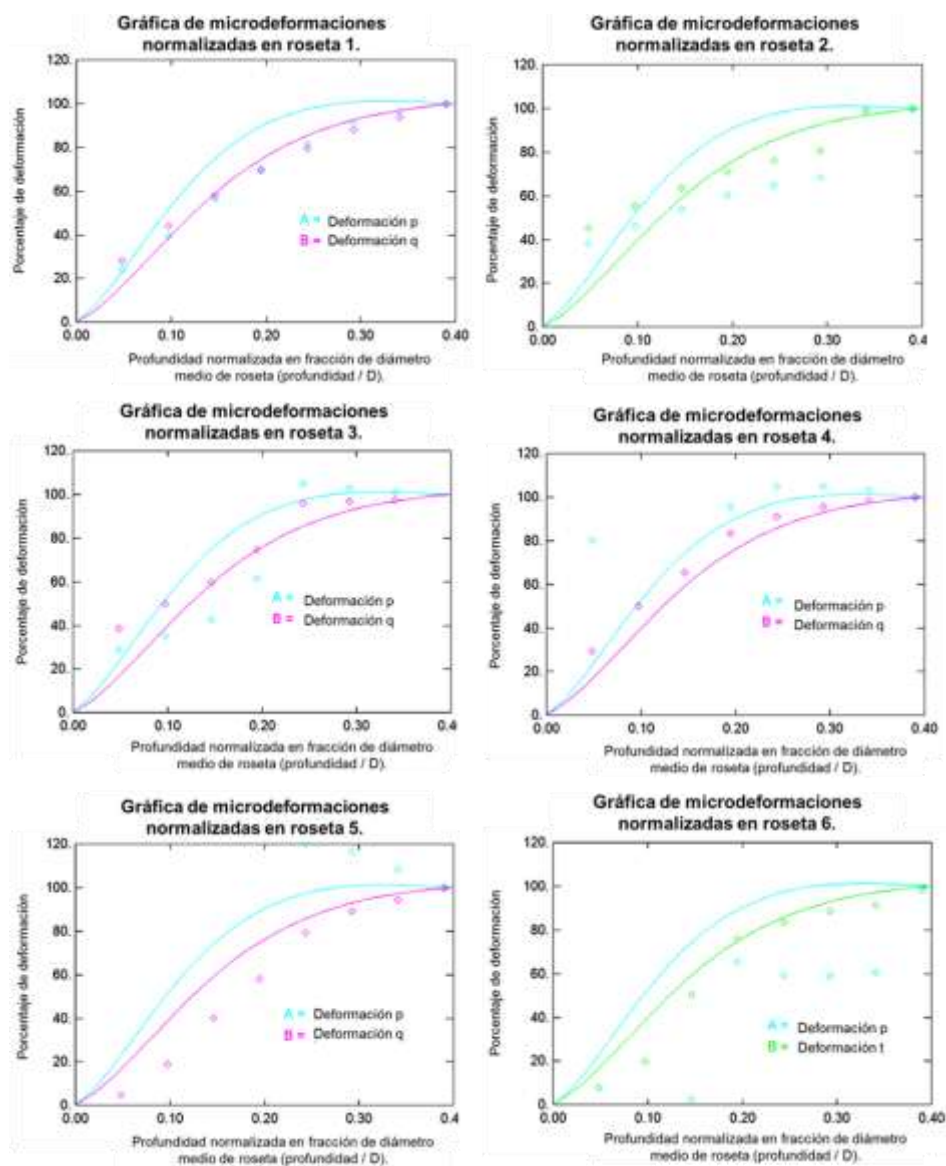 Gráfica de microdeformaciones
normalizadas en roseta 1.
Porcentaje de deformación
120.
100.
80.
60.
40.
20.
0.
0.00 0.10 0.20 0.30 0.40
A = Deformación p
B = Deformación q
Profundidad normalizada en fracción de diámetro
medio de roseta (profundidad / D).
Gráfica de microdeformaciones
normalizadas en roseta 2.
Porcentaje de deformación
120.
100.
80.
60.
40.
20.
0.
0.00 0.10 0.20 0.30 0.4
Profundidad normalizada en fracción de diámetro
medio de roseta (profundidad / D).
Gráfica de microdeformaciones
normalizadas en roseta 3.
Porcentaje de deformación
120.
100.
80.
60.
40.
20.
0.
0.00 0.10 0.20 0.30 0.4
A = Deformación p
B = Deformación q
Profundidad normalizada en fracción de diámetro
medio de roseta (profundidad / D).
Gráfica de microdeformaciones
normalizadas en roseta 4.
Porcentaje de deformación
120.
100.
80.
60.
40.
20.
0.
0.00 0.10 0.20 0.30 0.40
A = Deformación p
B = Deformación q
Profundidad normalizada en fracción de diámetro
medio de roseta (profundidad / D).
Gráfica de microdeformaciones
normalizadas en roseta 5.
Porcentaje de deformación
120.
100.
80.
60.
40.
20.
0.
0.00 0.10 0.20 0.30 0.40
A = Deformación p
B = Deformación q
Profundidad normalizada en fracción de diámetro
medio de roseta (profundidad / D).
Gráfica de microdeformaciones
normalizadas en roseta 6.
Porcentaje de deformación
120.
100.
80.
60.
40.
20.
0.
0.00 0.10 0.20 0.30 0.40
A = Deformación p
B = Deformación t
Profundidad normalizada en fracción de diámetro
medio de roseta (profundidad / D).